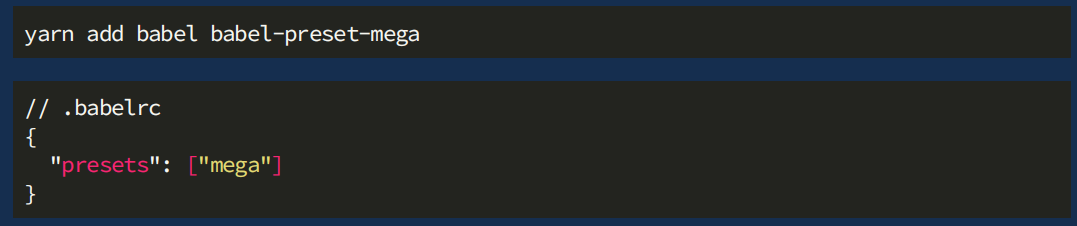 yarn add babel babel-preset-mega
// .babelrc
{
  "presets": ["mega"]
}